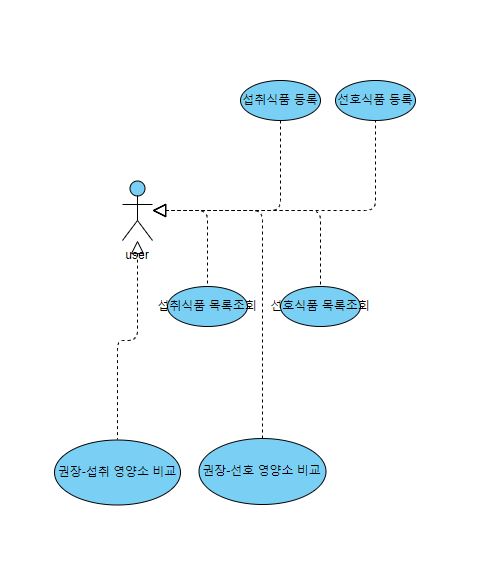 섭취식품 등록
선호식품 등록
user
섭취식품 목록조회
선호식품 목록조회
권장-섭취 영양소 비교
권장-선호 영양소 비교